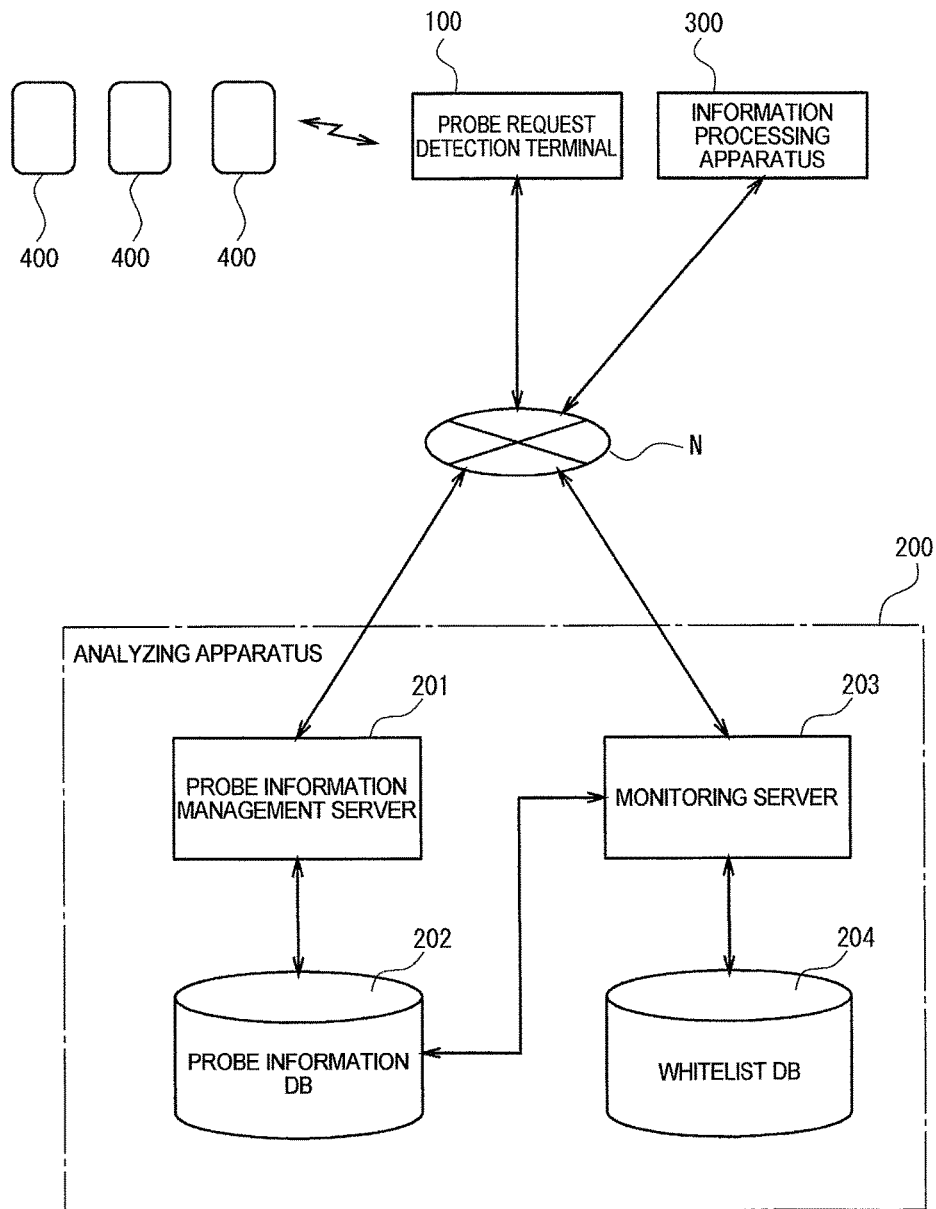 100
300
PROBE REQUEST
DETECTION TERMINAL
INFORMATION
PROCESSING
APPARATUS
400
400
400
N
200
ANALYZING APPARATUS
201
203
PROBE INFORMATION
MANAGEMENT SERVER
MONITORING SERVER
202
204
PROBE INFORMATION
DB
WHITELIST DB